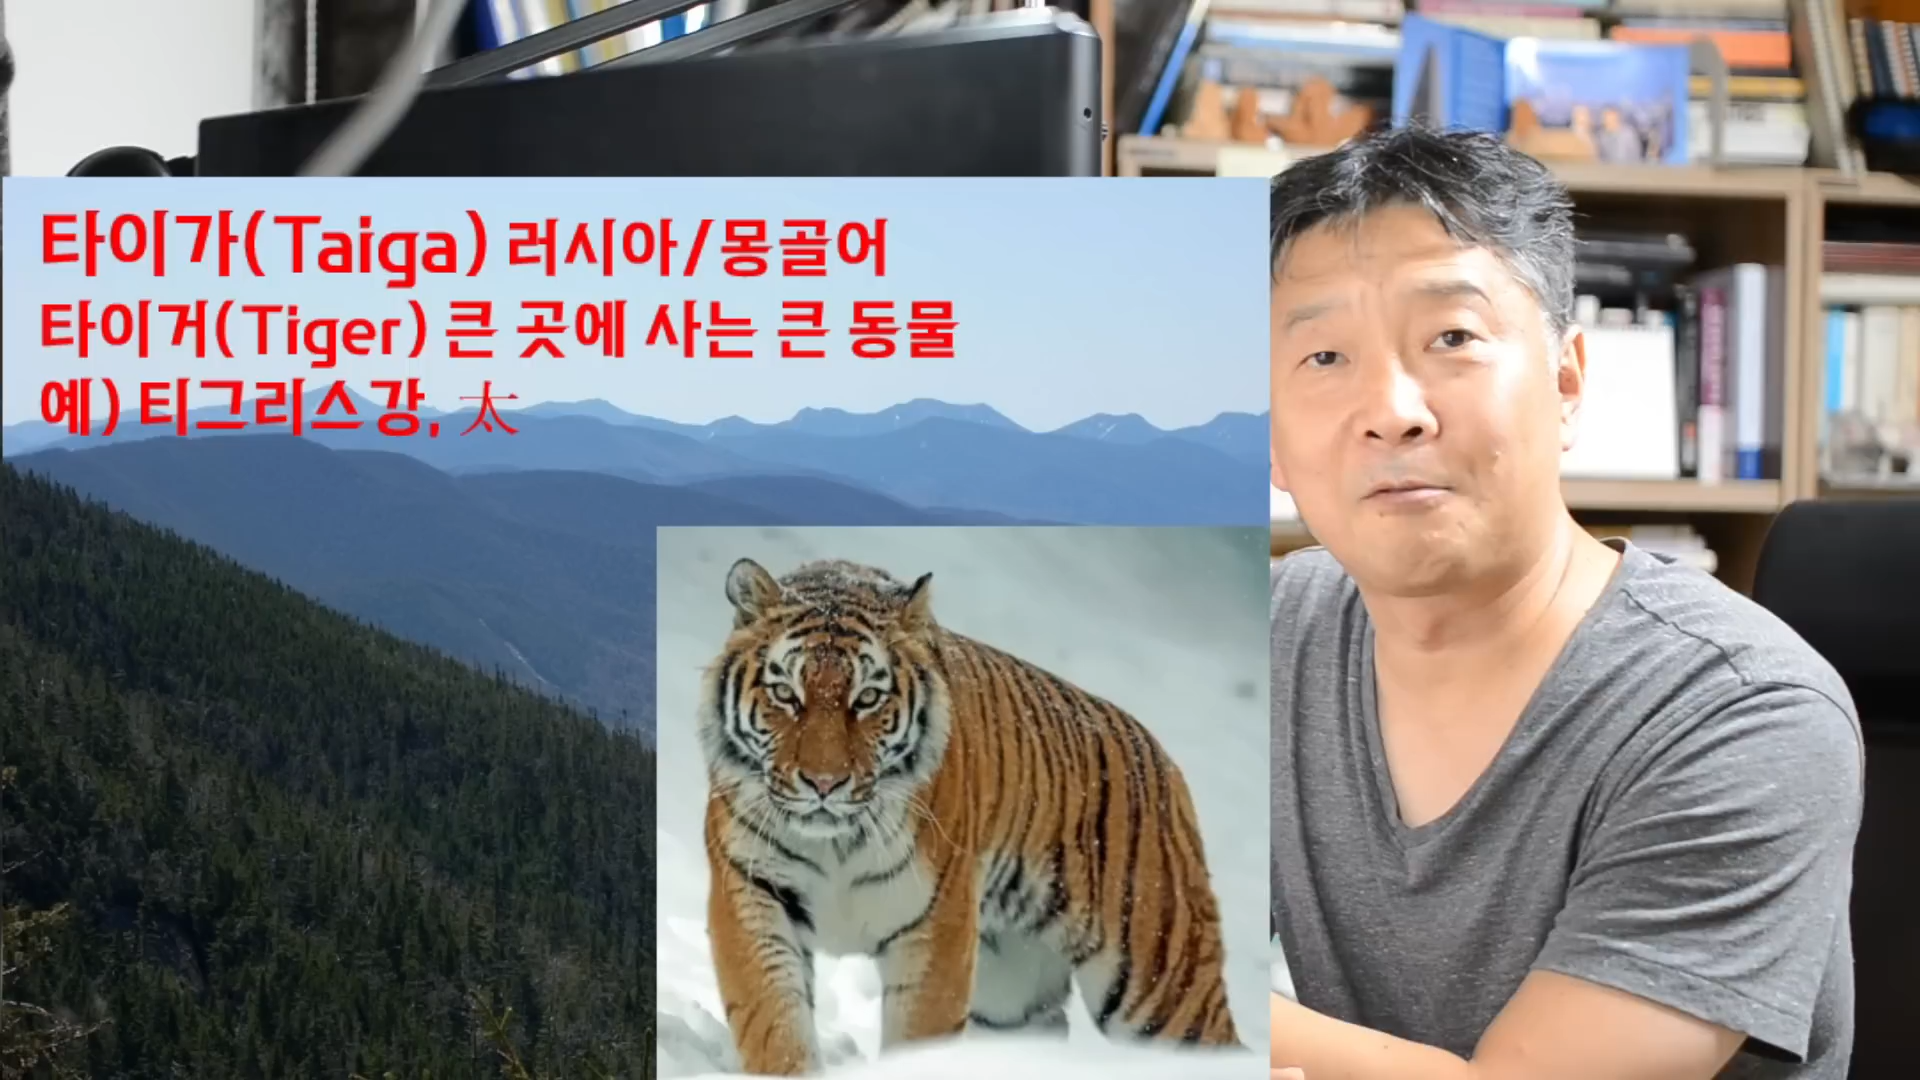 타이가(Taiga) 러시아/몽골어
타이거(Tiger) 큰 곳에 사는 큰 동물
예) 티그리스강, 太